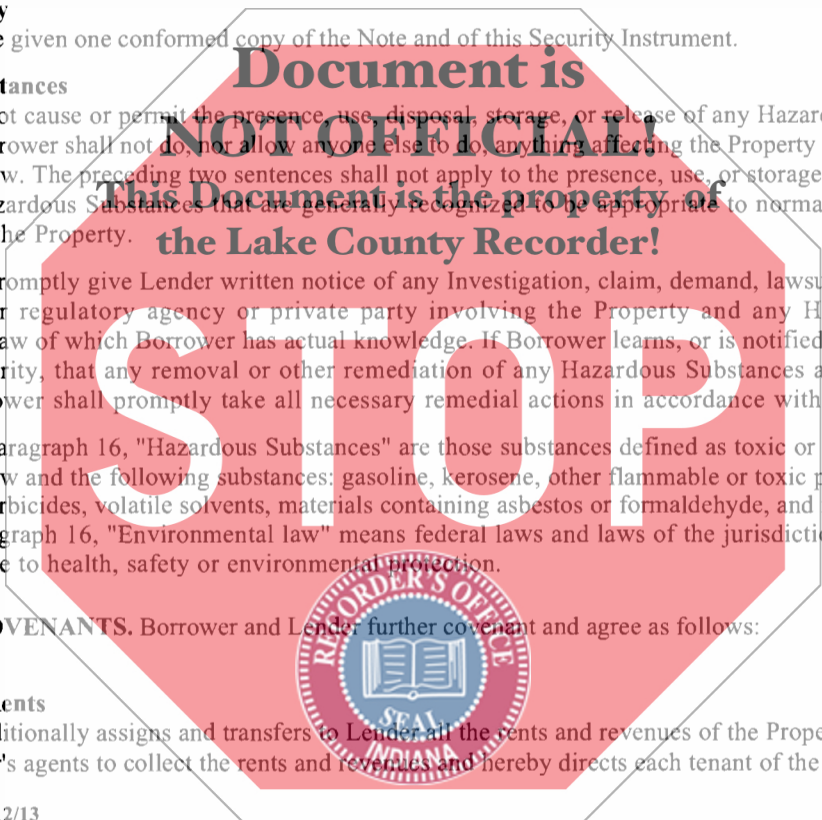 y
e given one conformed copy of the Note and of this Security Instrument.
Document is
tances
ot cause or permit the presence, use, disposal, storage, or release of any Hazar
NOT OFFICIAL!
rower shall not do, nor allow anyone else to do, anything affecting the Property
w. The preceding two sentences shall not apply to the presence, use, or storage
This Document is the property of
zardous Substances that are generally recognized to be appropriate to norma
he Property.
the Lake County Recorder!
romptly give Lender written notice of any Investigation, claim, demand, lawsu
r regulatory agency or private party involving the Property and any H
aw of which Borrower has actual knowledge. If Borrower learns, or is notified
rity, that any removal or other remediation of any Hazardous Substances a
ower shall promptly take all necessary remedial actions in accordance with
STOP
aragraph 16, "Hazardous Substances" are those substances defined as toxic or
w and the following substances: gasoline, kerosene, other flammable or toxic p
rbicides, volatile solvents, materials containing asbestos or formaldehyde, and
graph 16, "Environmental law" means federal laws and laws of the jurisdicti
e to health, safety or environmental protection.
RECORDER'S OFFICE
OVENANTS. Borrower and Lender further covenant and agree as follows:
SEAL
INDIANA
ents
litionally assigns and transfers to Lender all the rents and revenues of the Prope
r's agents to collect the rents and revenues and hereby directs each tenant of the
2/13